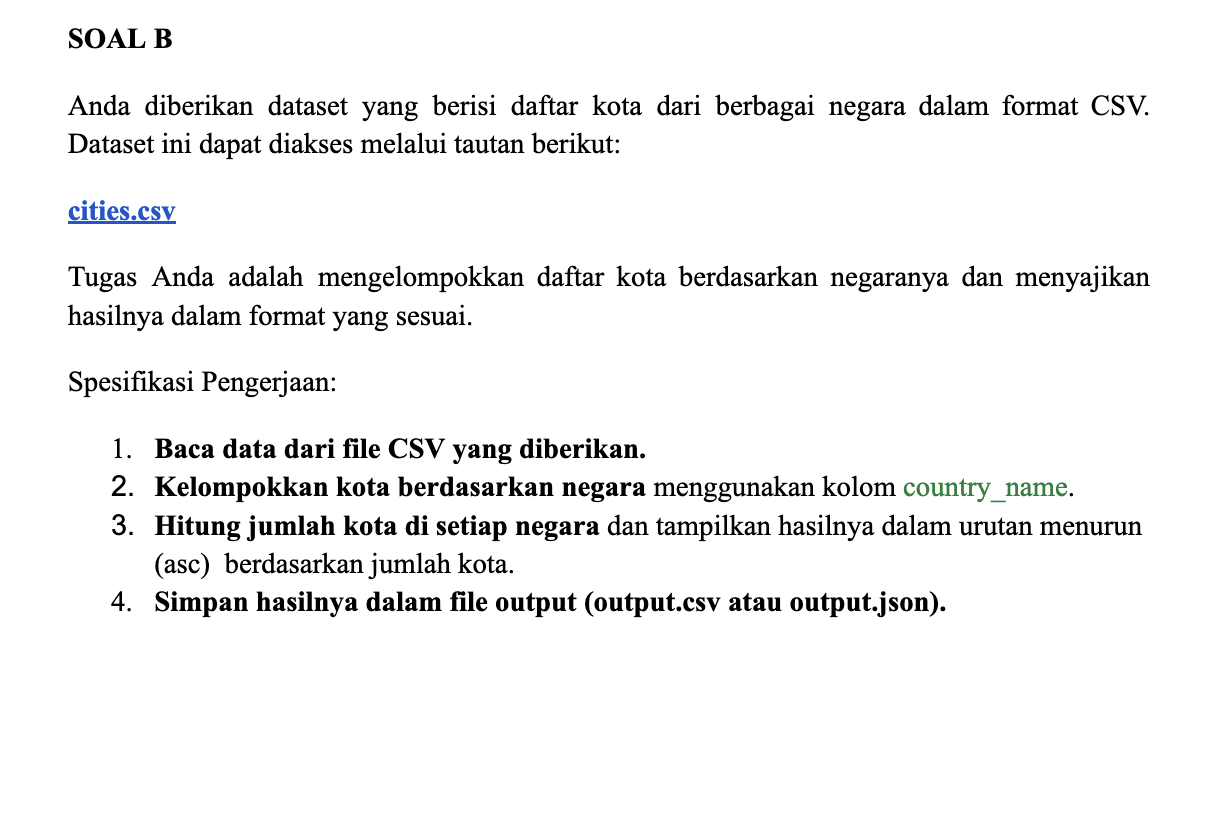 SOAL B
Anda diberikan dataset yang berisi daftar kota dari berbagai negara dalam format CSV.
Dataset ini dapat diakses melalui tautan berikut:
cities.csv
Tugas Anda adalah mengelompokkan daftar kota berdasarkan negaranya dan menyajikan
hasilnya dalam format yang sesuai.
Spesifikasi Pengerjaan:
1. Baca data dari file CSV yang diberikan.
2. Kelompokkan kota berdasarkan negara menggunakan kolom country_name.
3. Hitung jumlah kota di setiap negara dan tampilkan hasilnya dalam urutan menurun
(asc) berdasarkan jumlah kota.
4. Simpan hasilnya dalam file output (output.csv atau output.json).